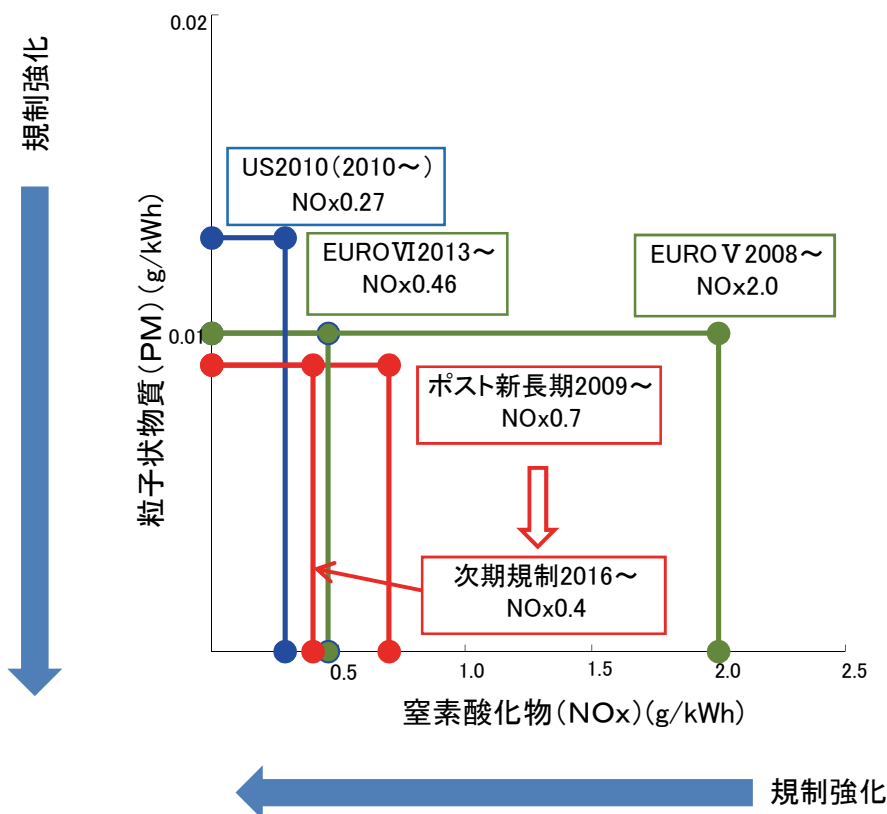 0.02
規制強化
US2010(2010～)
NOx0.27
EUROⅥ2013～
NOx0.46
EUROⅤ2008～
NOx2.0
0.01
粒子状物質(PM)(g/kWh)
ポスト新長期2009～
NOx0.7
次期規制2016～
NOx0.4
0.5
1.0
1.5
2.0
2.5
窒素酸化物(NOx)(g/kWh)
規制強化